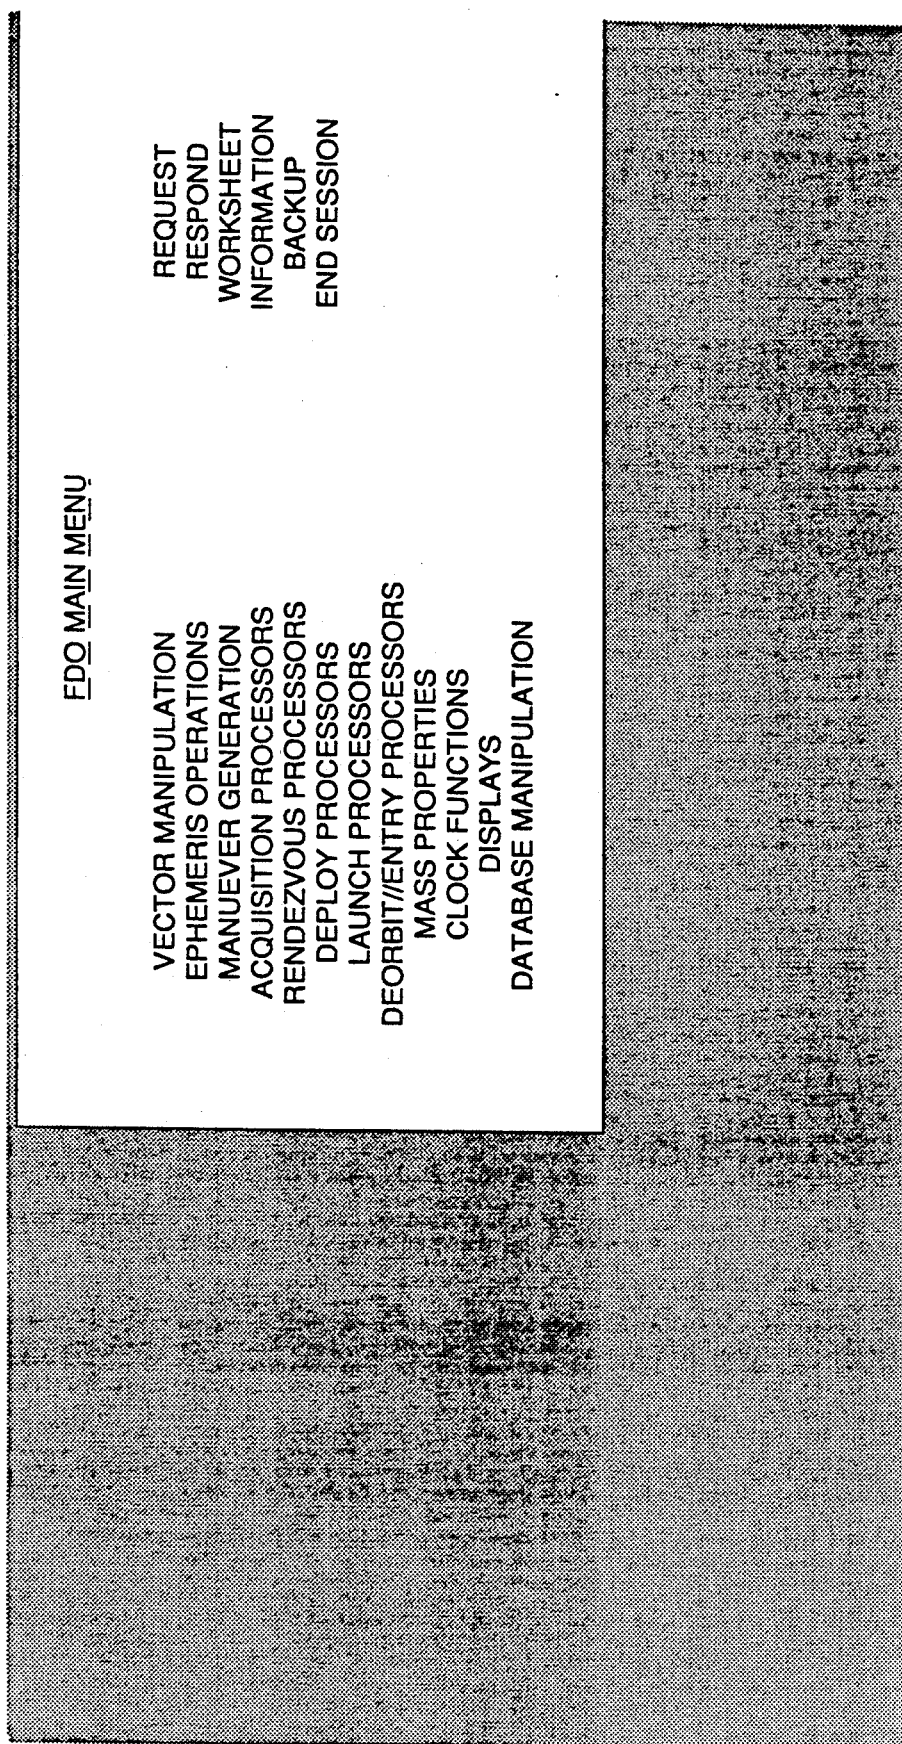 FDO MAIN MENU
VECTOR MANIPULATION
EPHEMERIS OPERATIONS
MANUEVER GENERATION
ACQUISITION PROCESSORS
RENDEZVOUS PROCESSORS
DEPLOY PROCESSORS
LAUNCH PROCESSORS
DEORBIT//ENTRY PROCESSORS
MASS PROPERTIES
CLOCK FUNCTIONS
DISPLAYS
DATABASE MANIPULATION
REQUEST
RESPOND
WORKSHEET
INFORMATION
BACKUP
END SESSION